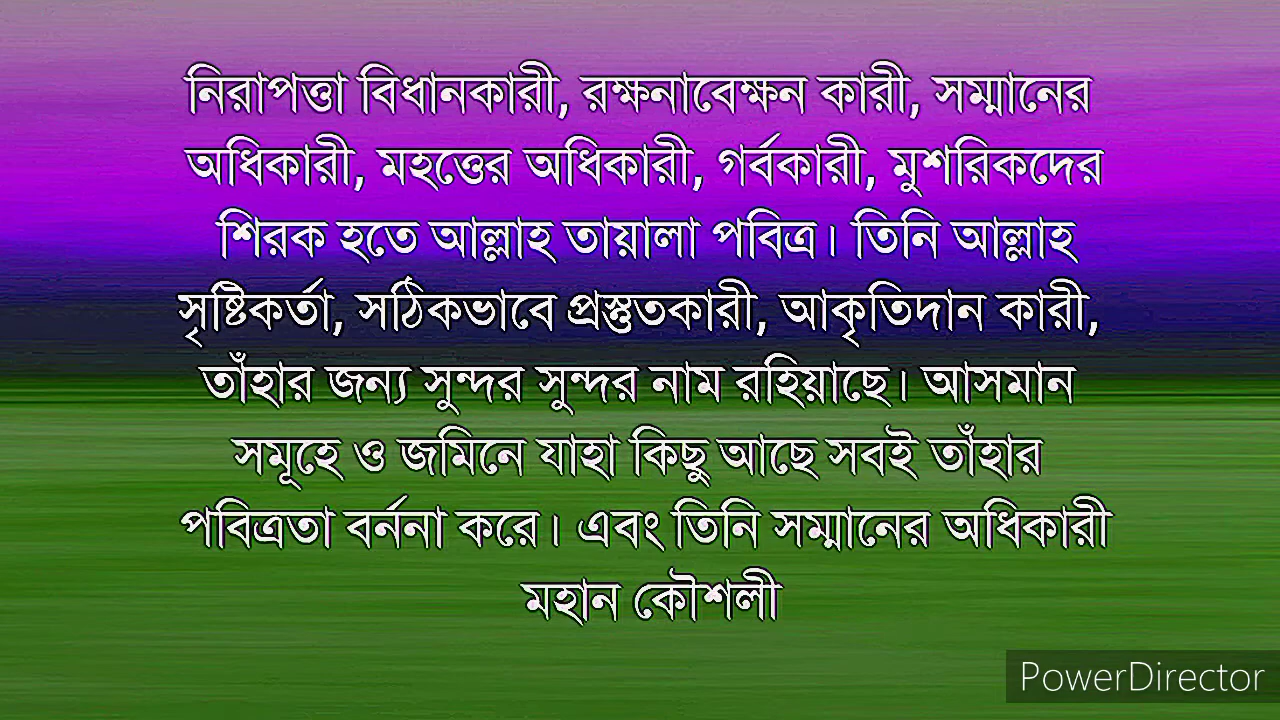 নিরাপত্তা বিধানকারী, রক্ষনাবেক্ষন কারী, সম্মানের
অধিকারী, মহত্তের অধিকারী, গর্বকারী, মুশরিকদের
শিরক হতে আল্লাহ তায়ালা পবিত্র। তিনি আল্লাহ
সৃষ্টিকর্তা, সঠিকভাবে প্রস্তুতকারী, আকৃতিদান কারী,
তাঁহার জন্য সুন্দর সুন্দর নাম রহিয়াছে। আসমান
সমূহে ও জমিনে যাহা কিছু আছে সবই তাঁহার
পবিত্রতা বর্ননা করে। এবং তিনি সম্মানের অধিকারী
মহান কৌশলী
PowerDirector